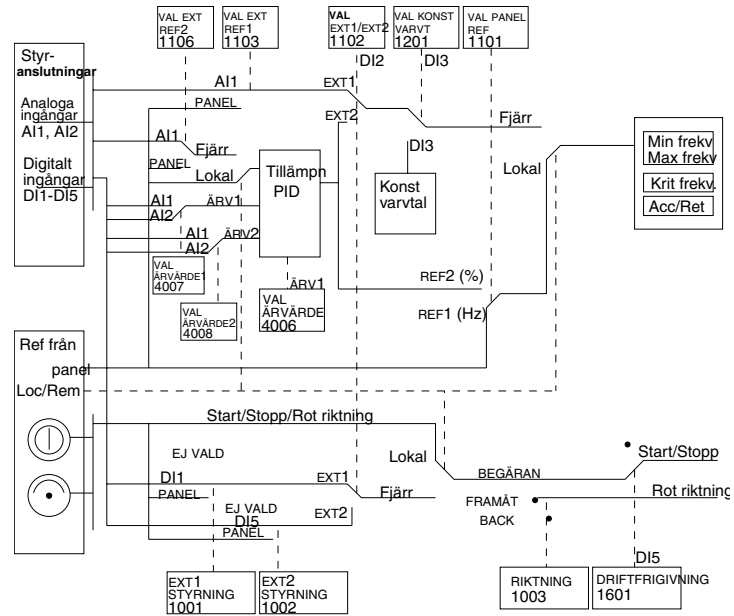 VAL EXT
REF2
1106
VAL EXT
REF1
1103
VAL
EXT1/EXT2
1102
VAL KONST
VARVT
1201
VAL PANEL
REF
1101
DI2
DI3
Styr-
anslutningar
Analoga
ingångar
AI1, AI2
Digitalt
ingångar
DI1-DI5
AI1
EXT1
PANEL
EXT2
Fjärr
AI1
Fjärr
PANEL
Lokal
Tillämpn
PID
DI3
Konst
varvtal
Lokal
Min frekv
Max frekv
Krit frekv.
Acc/Ret
AI1
AI2
ÄRV1
AI1
AI2
ÄRV2
VAL
ÄRVÄRDE1
4007
VAL
ÄRVÄRDE2
4008
ÄRV1
VAL
ÄRVÄRDE
4006
REF2 (%)
REF1 (Hz)
Ref från
panel
Loc/Rem
Start/Stopp/Rot riktning
EJ VALD
Lokal
Start/Stopp
BEGÄRAN
DI1
EXT1
PANEL
Fjärr
EJ VALD
DI5
EXT2
PANEL
FRAMÅT
BACK
Rot riktning
DI5
EXT1
STYRNING
1001
EXT2
STYRNING
1002
RIKTNING
1003
DRIFTFRIGIVNING
1601